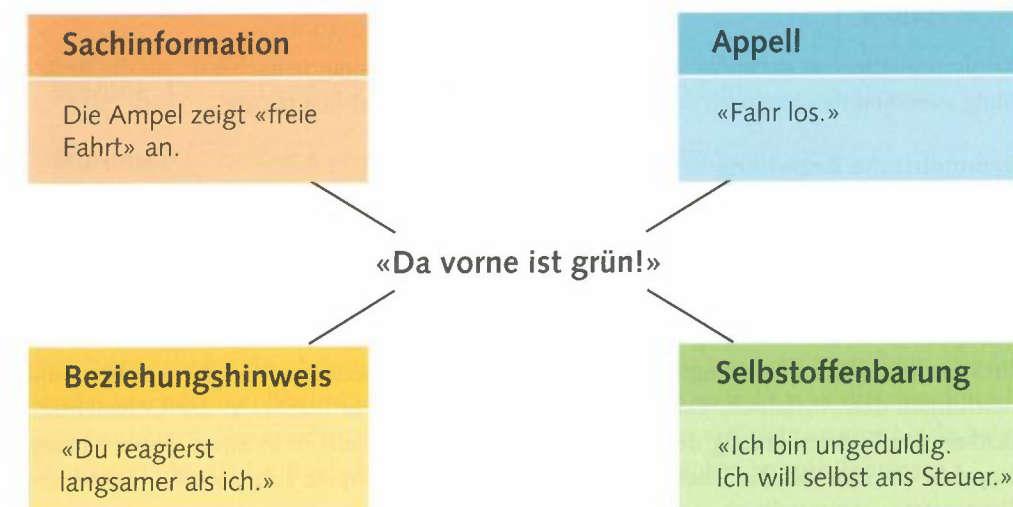 Sachinformation
Die Ampel zeigt «freie
Fahrt» an.
Appell
«Fahr los.»
«Da vorne ist grün!»
Beziehungshinweis
«Du reagierst
langsamer als ich.»
Selbstoffenbarung
«Ich bin ungeduldig.
Ich will selbst ans Steuer.»